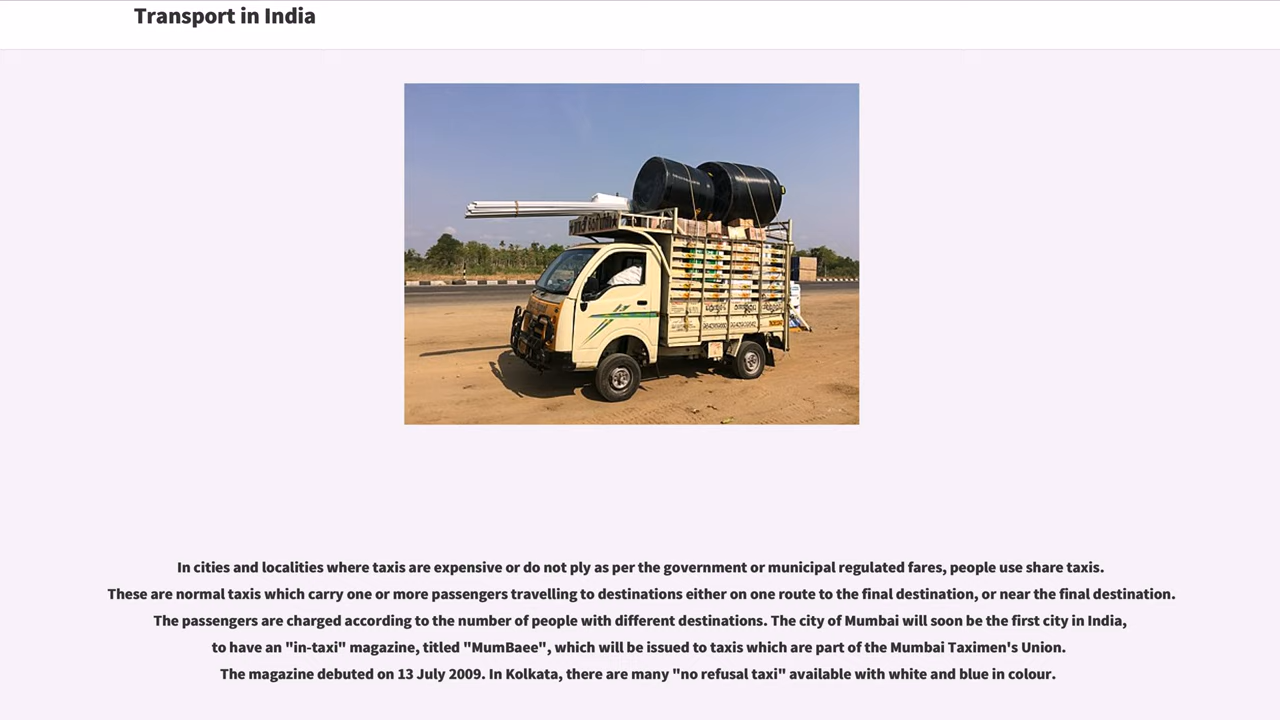 Transport in India
In cities and localities where taxis are expensive or do not ply as per the government or municipal regulated fares, people use share taxis.
These are normal taxis which carry one or more passengers travelling to destinations either on one route to the final destination, or near the final destination.
The passengers are charged according to the number of people with different destinations. The city of Mumbai will soon be the first city in India,
to have an "in-taxi" magazine, titled "MumBaee", which will be issued to taxis which are part of the Mumbai Taximen's Union.
The magazine debuted on 13 July 2009. In Kolkata, there are many "no refusal taxi" available with white and blue in colour.